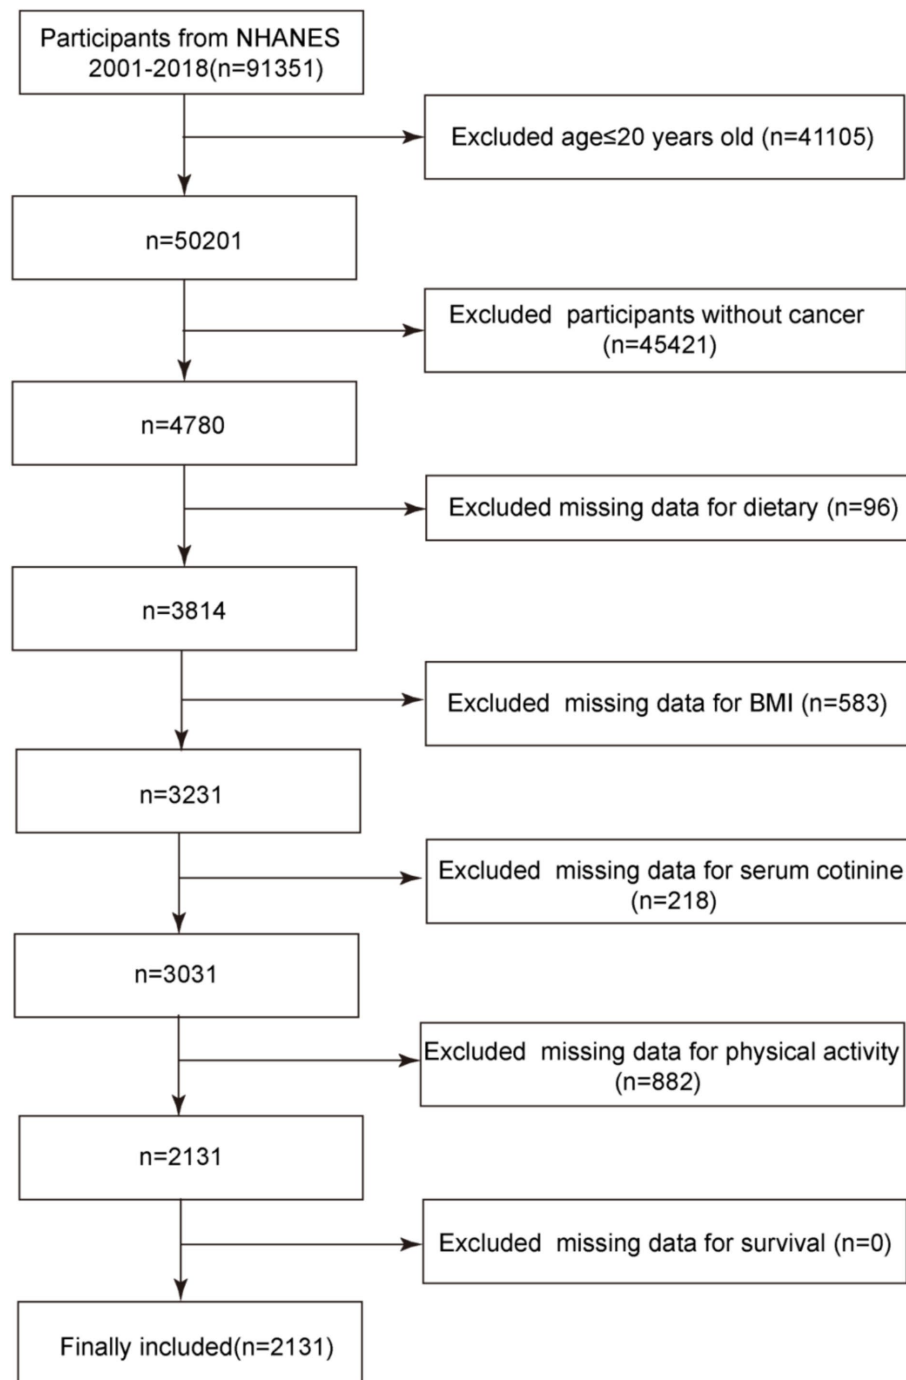 Participants from NHANES
2001-2018(n=91351)
Excluded age≤20 years old (n=41105)
n=50201
Excluded participants without cancer
(n=45421)
n=4780
Excluded missing data for dietary (n=96)
n=3814
Excluded missing data for BMI (n=583)
n=3231
Excluded missing data for serum cotinine
(n=218)
n=3031
Excluded missing data for physical activity
(n=882)
n=2131
Excluded missing data for survival (n=0)
Finally included(n=2131)